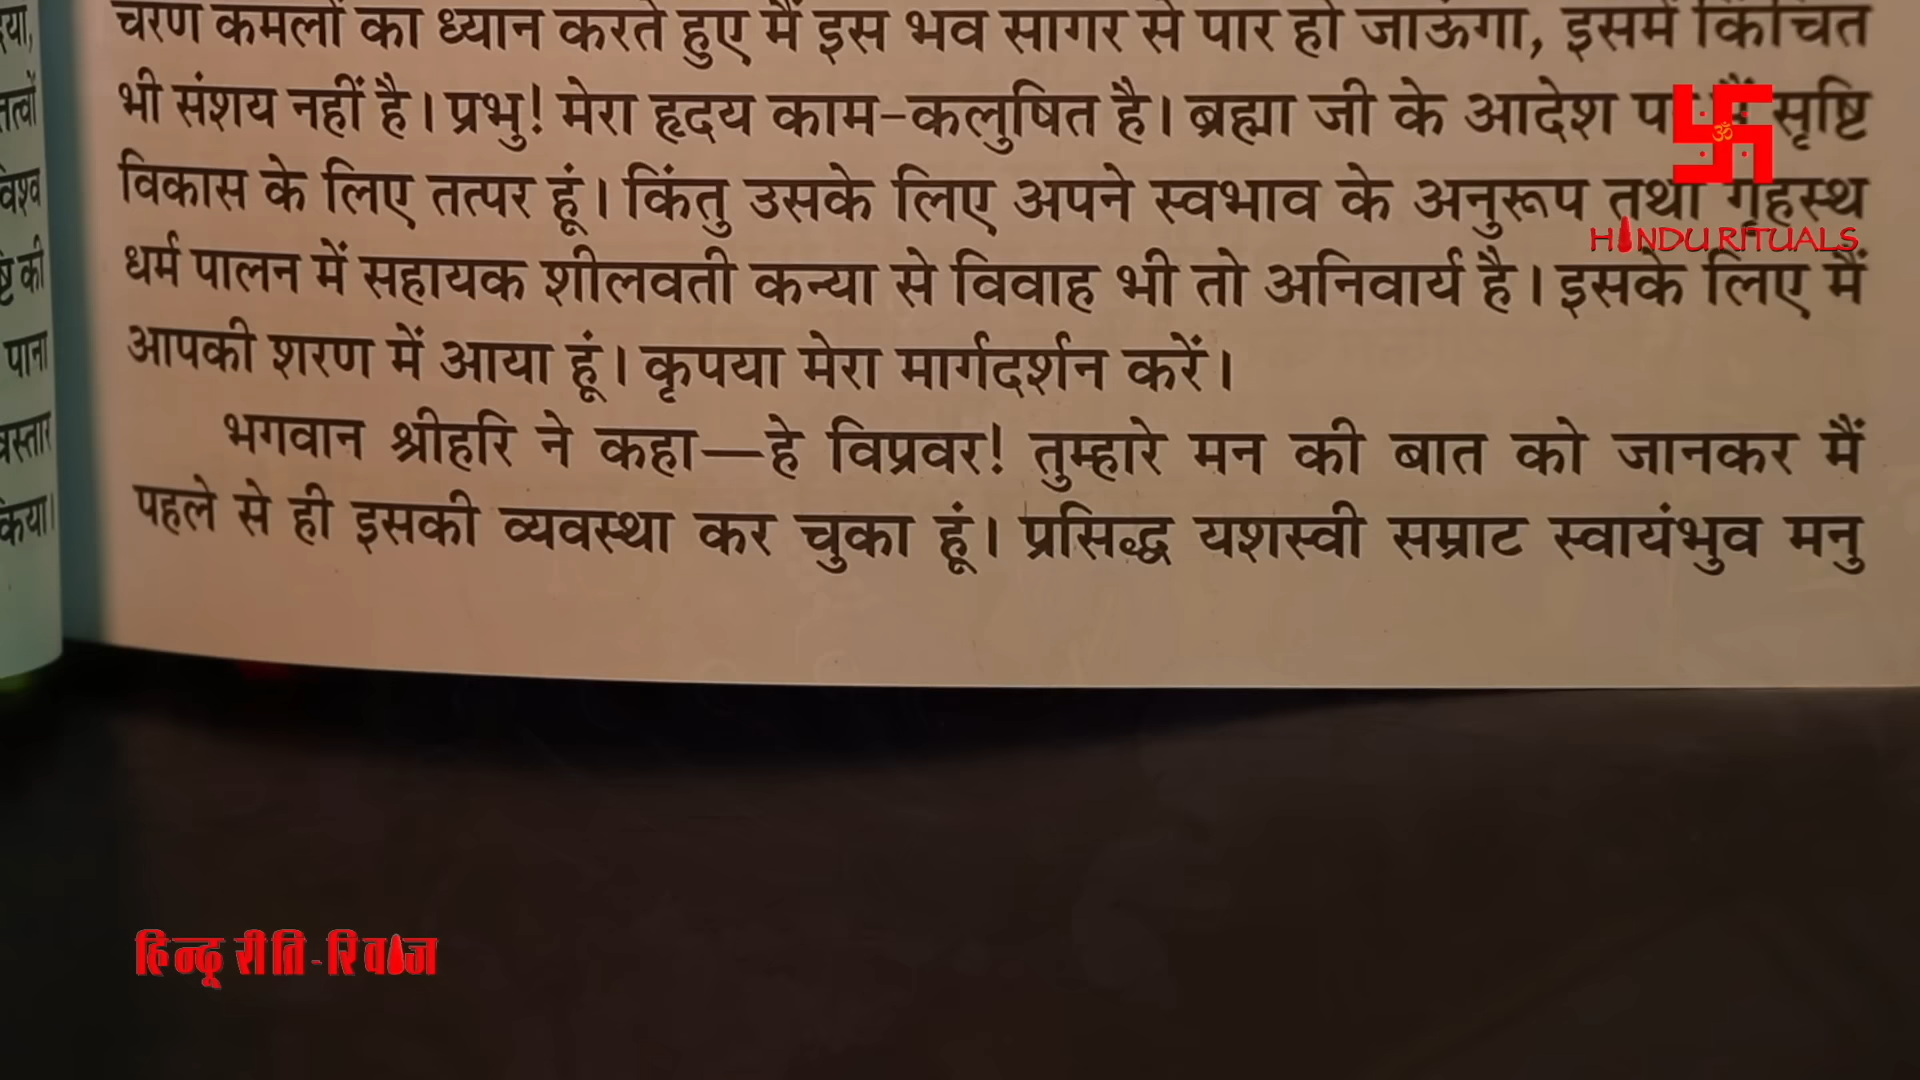 दया,
तत्वों
विश्व
ष्टि की
पाना
किया।
चरण कमलों का ध्यान करते हुए मैं इस भव सागर से पार हो जाऊंगा, इसमें किंचित
भी संशय नहीं है। प्रभु! मेरा हृदय काम-कलुषित है। ब्रह्मा जी के आदेश पर मैं सृष्टि
विकास के लिए तत्पर हूं। किंतु उसके लिए अपने स्वभाव के अनुरूप तथा गृहस्थ
धर्म पालन में सहायक शीलवती कन्या से विवाह भी तो अनिवार्य है। इसके लिए मैं
आपकी शरण में आया हूं। कृपया मेरा मार्गदर्शन करें।
भगवान श्रीहरि ने कहा—हे विप्रवर! तुम्हारे मन की बात को जानकर मैं
पहले से ही इसकी व्यवस्था कर चुका हूं। प्रसिद्ध यशस्वी सम्राट स्वायंभुव मनु
ॐ
HINDU RITUALS
हिन्दू रीति-रिवाज